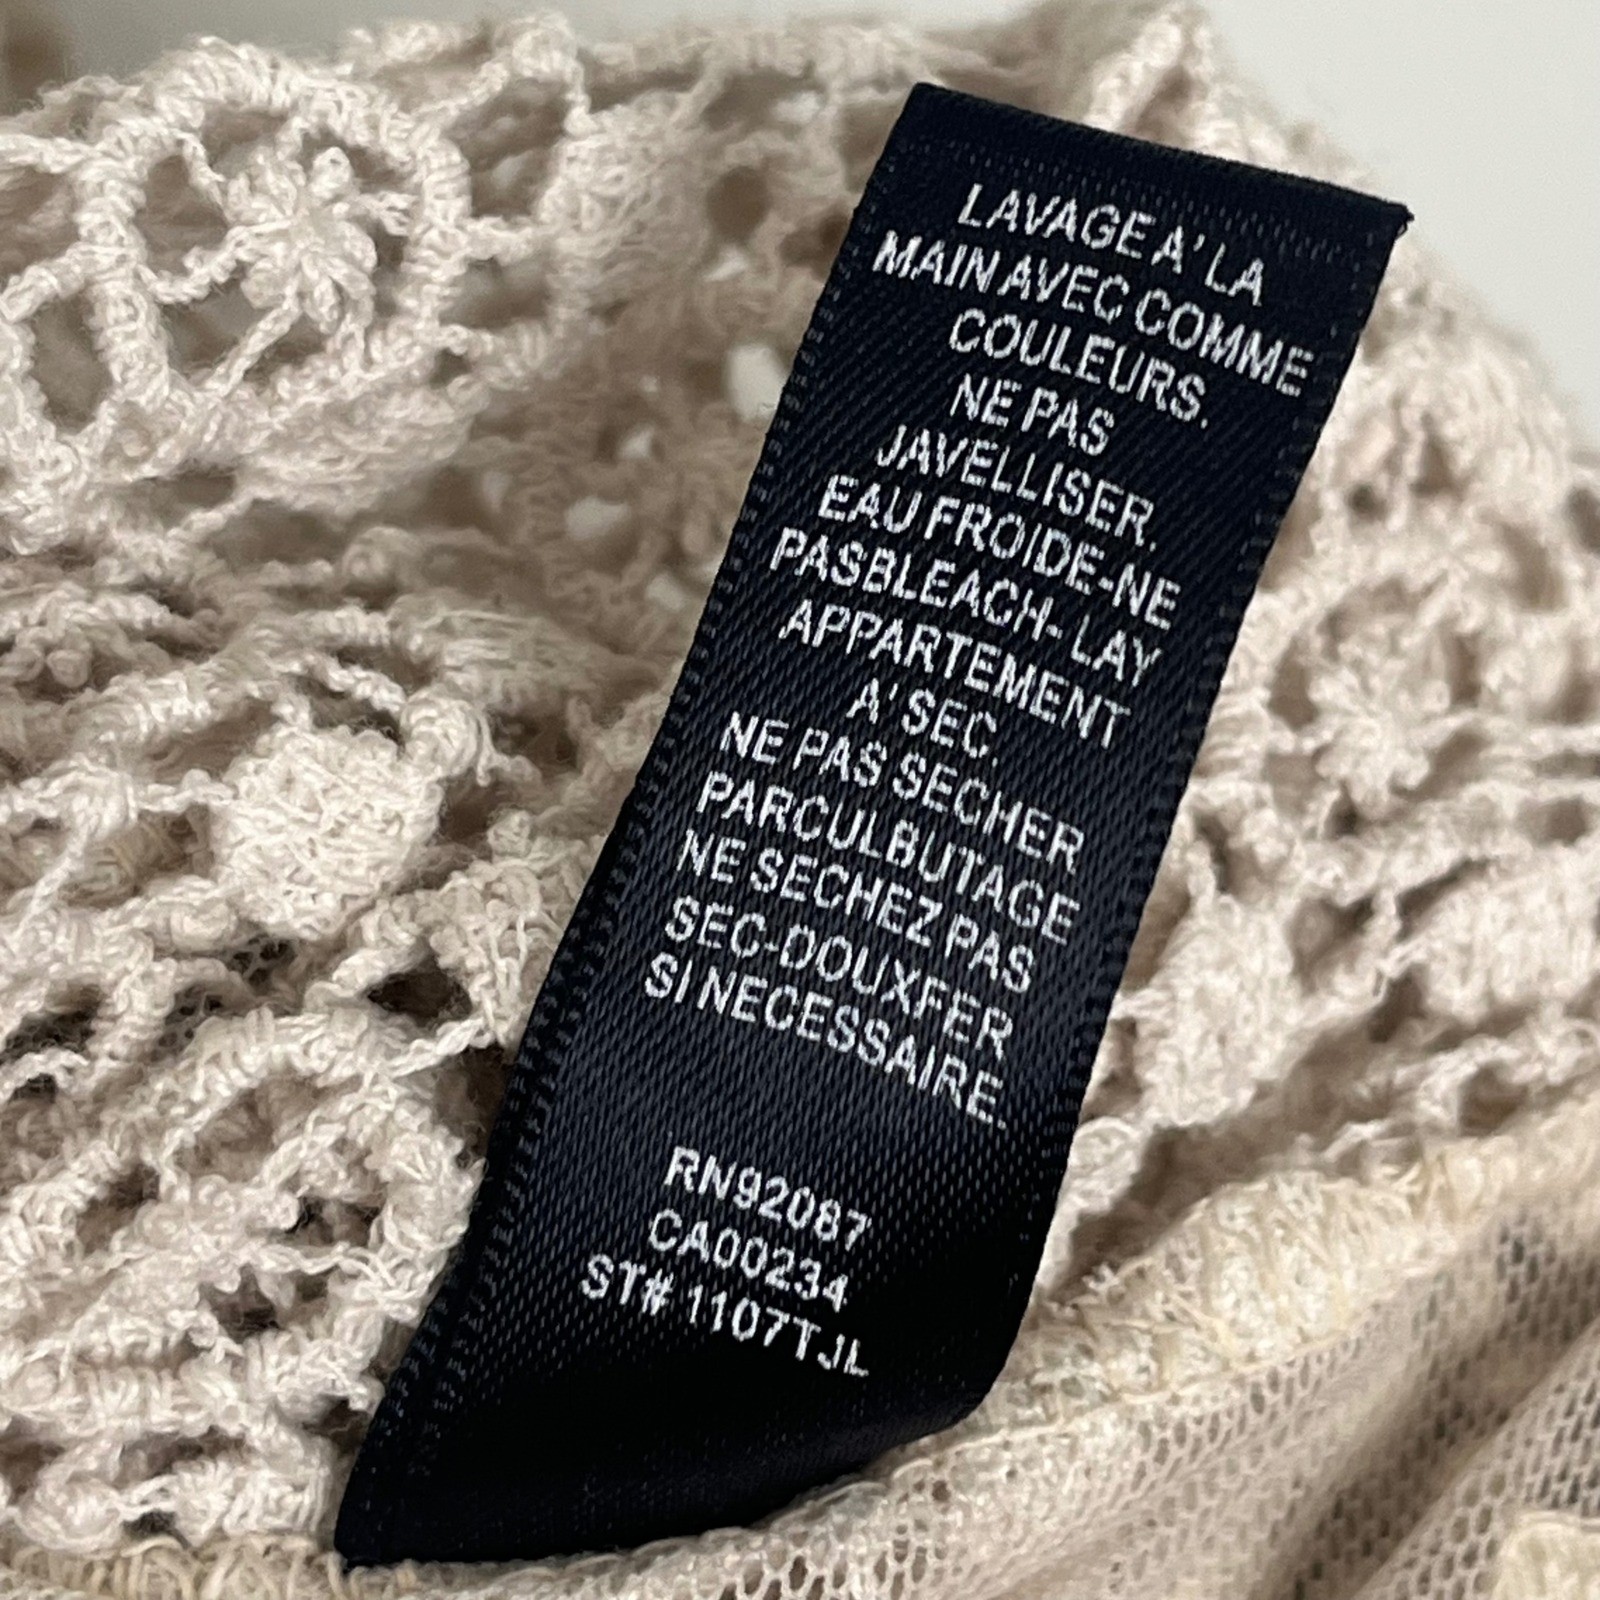 LAVAGE A' LA
MAIN AVEC COMME
COULEURS.
NE PAS
JAVELLISER.
EAU FROIDE-NE
PASBLEACH- LAY
APPARTEMENT
A' SEC.
NE PAS SECHER
PARCULBUTAGE
NE SECHEZ PAS
SEC-DOUXFER
SI NECESSAIRE.
RN92087
CA00234
ST# 1107TJL